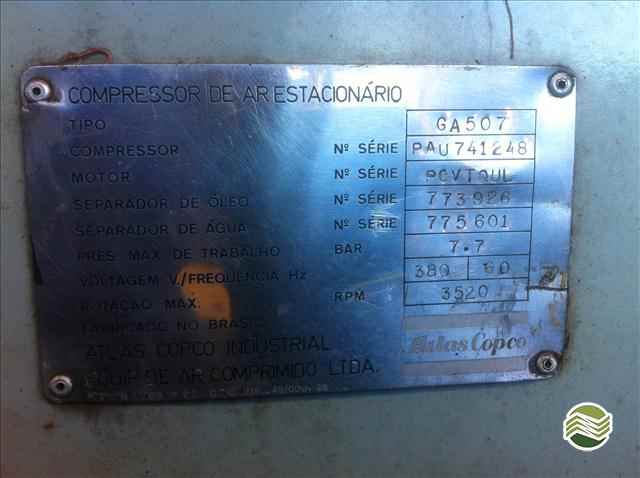 COMPRESSOR DE AR ESTACIONÁRIO
TIPO GA507
COMPRESSOR Nº SÉRIE PAU741248
MOTOR Nº SÉRIE PCVTQUL
SEPARADOR DE ÓLEO Nº SÉRIE 773926
SEPARADOR DE ÁGUA Nº SÉRIE 775601
PRES. MAX. DE TRABALHO BAR. 7.7
VOLTAGEM V./FREQUÊNCIA Hz 380 60
ROTAÇÃO MAX. RPM 3520
FABRICADO NO BRASIL
ATLAS COPCO INDUSTRIAL Atlas Copco
EQUIP. DE AR COMPRIMIDO LTDA.